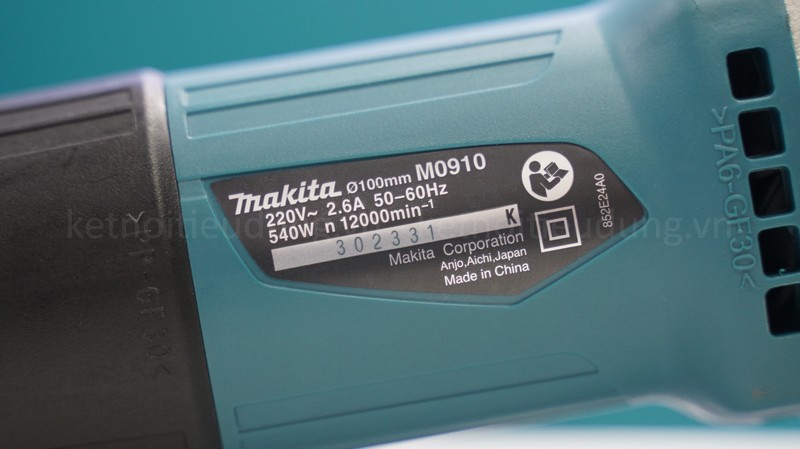 makita Ø100mm M0910
220V~ 2.6A 50–60Hz
540W n 12000min⁻¹
302331 K
Makita Corporation
Anjo,Aichi,Japan
Made in China
852E24A0
>PA6-GF30<
GF30<